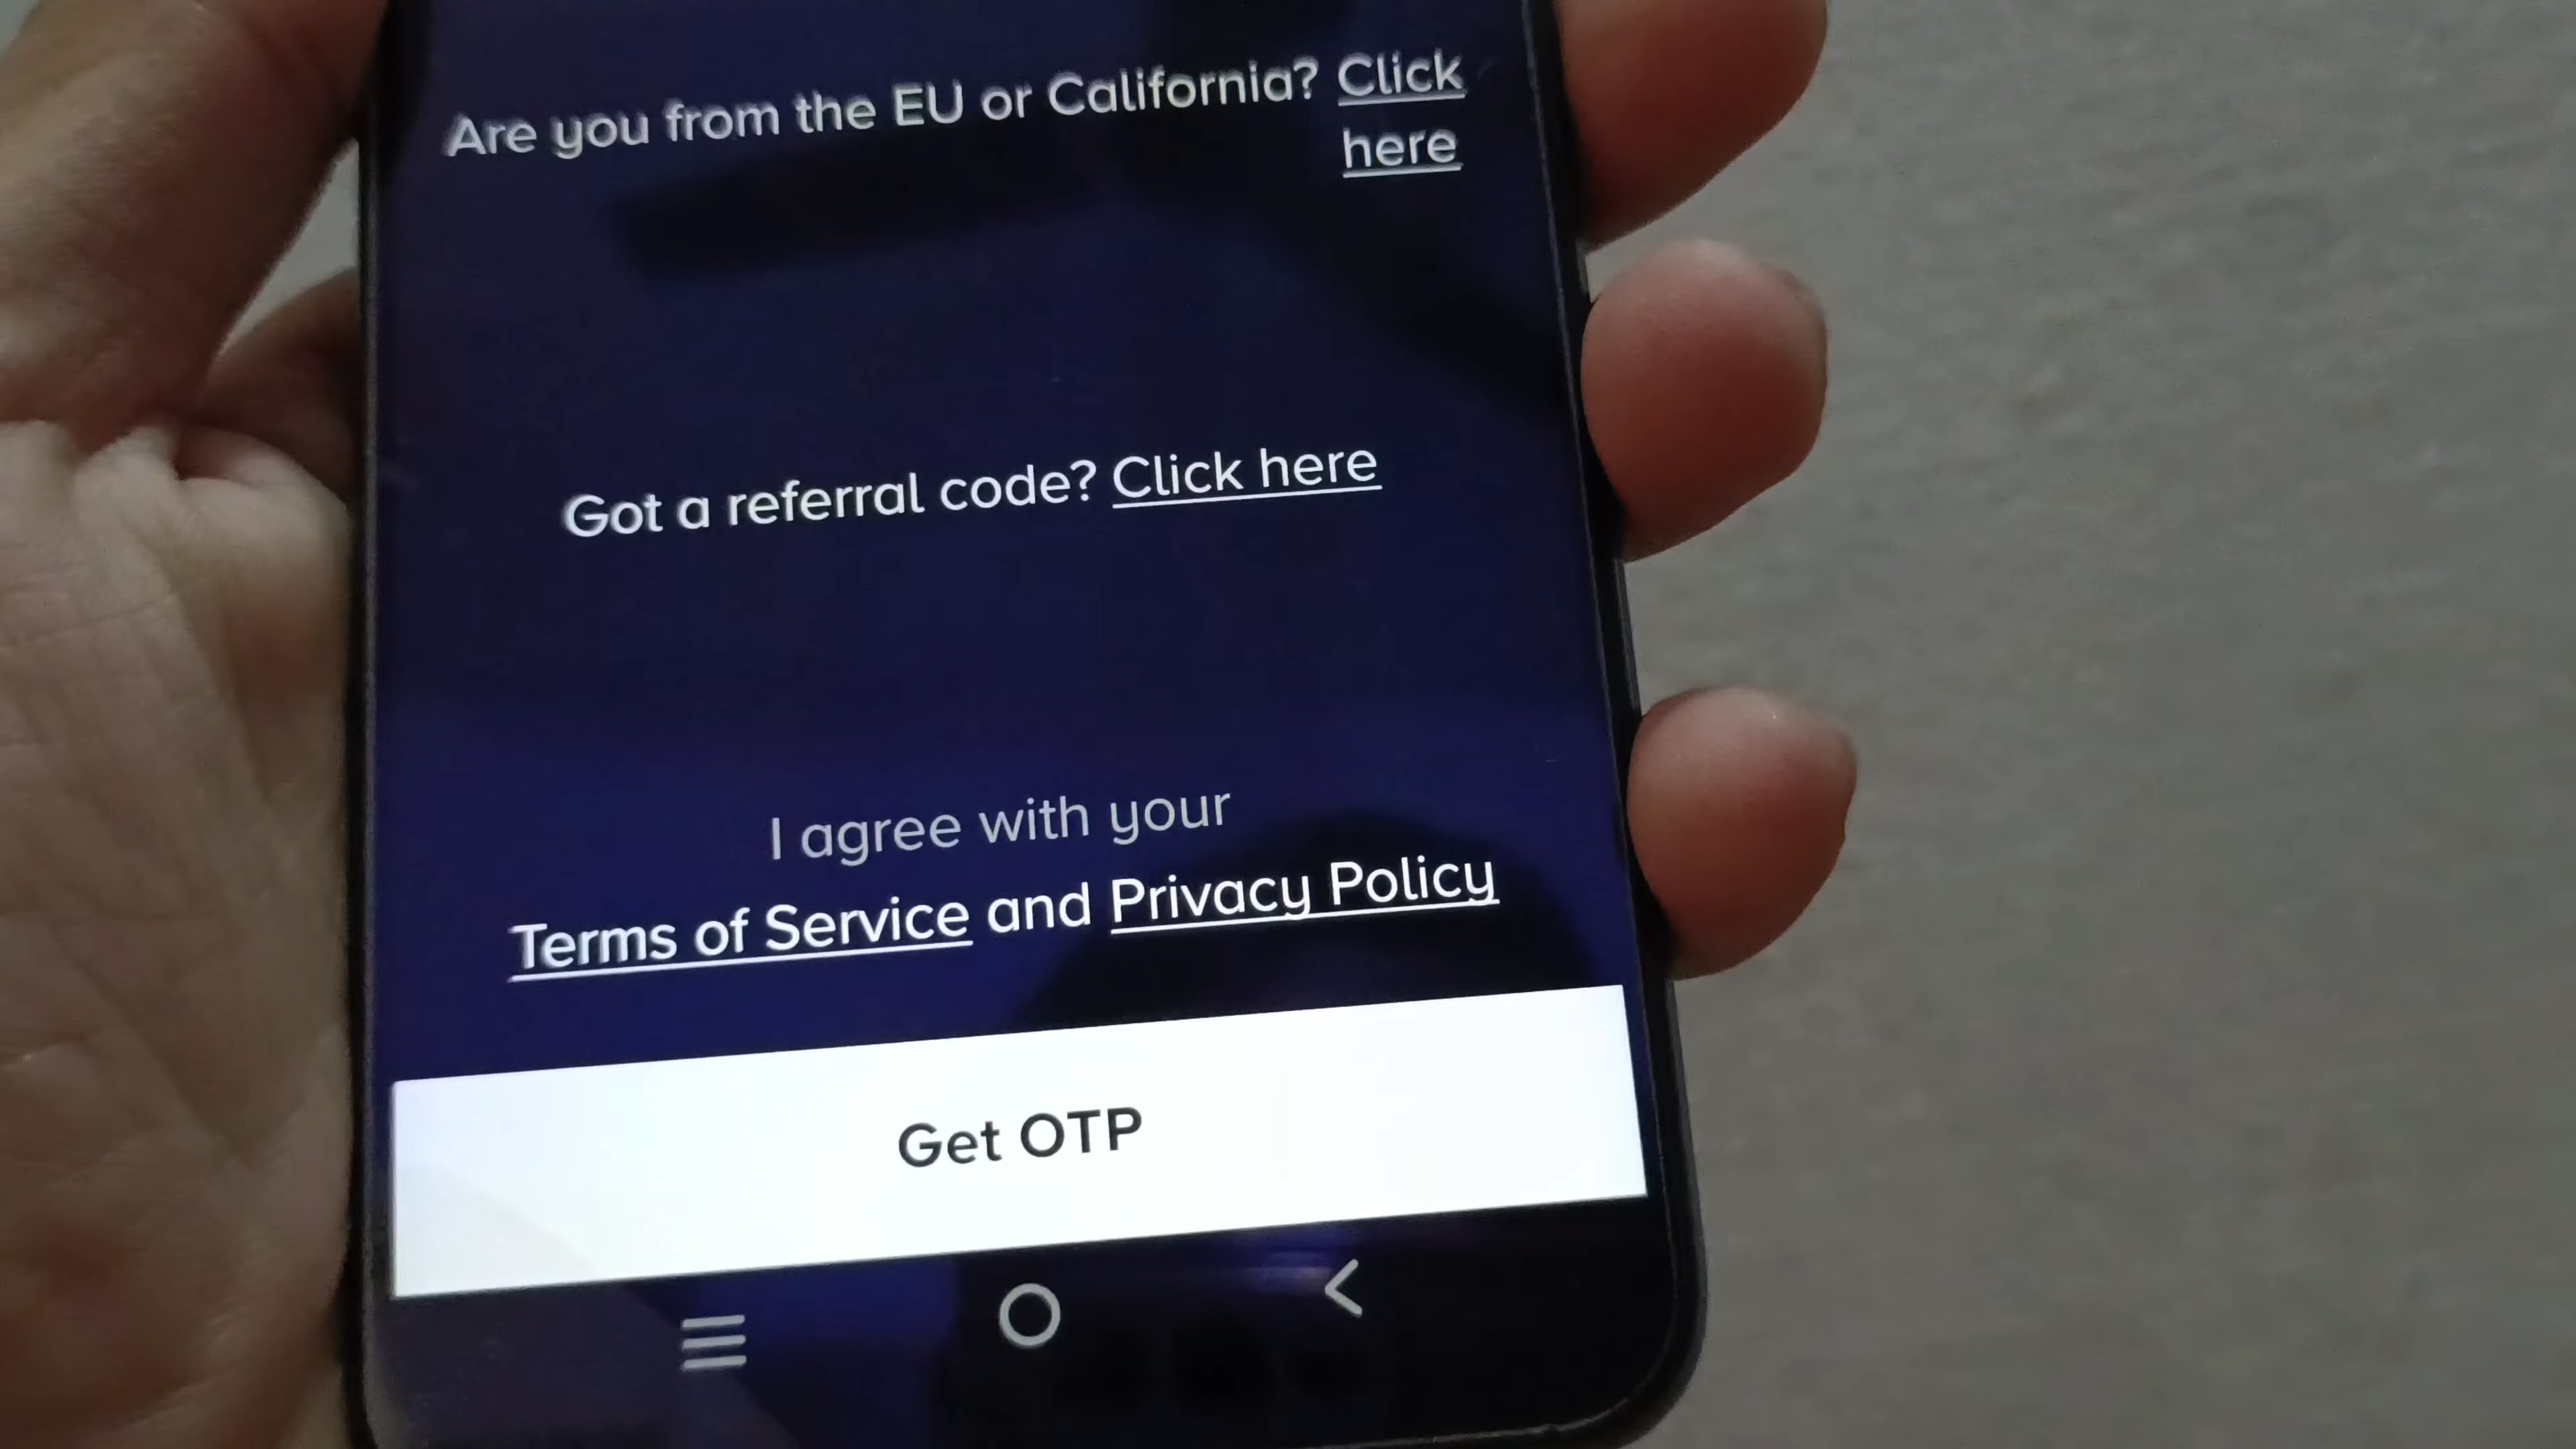 Are you from the EU or California? Click
here
Got a referral code? Click here
I agree with your
Terms of Service and Privacy Policy
Get OTP